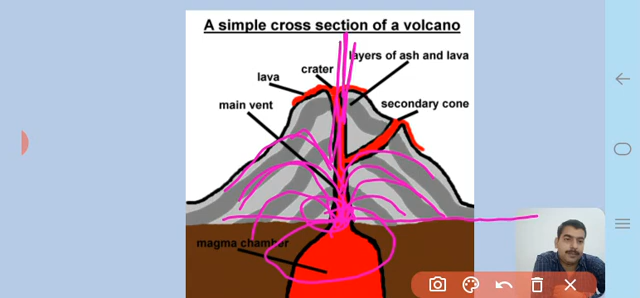 A simple cross section of a volcano
layers of ash and lava
crater
lava
main vent
secondary cone
magma chamber